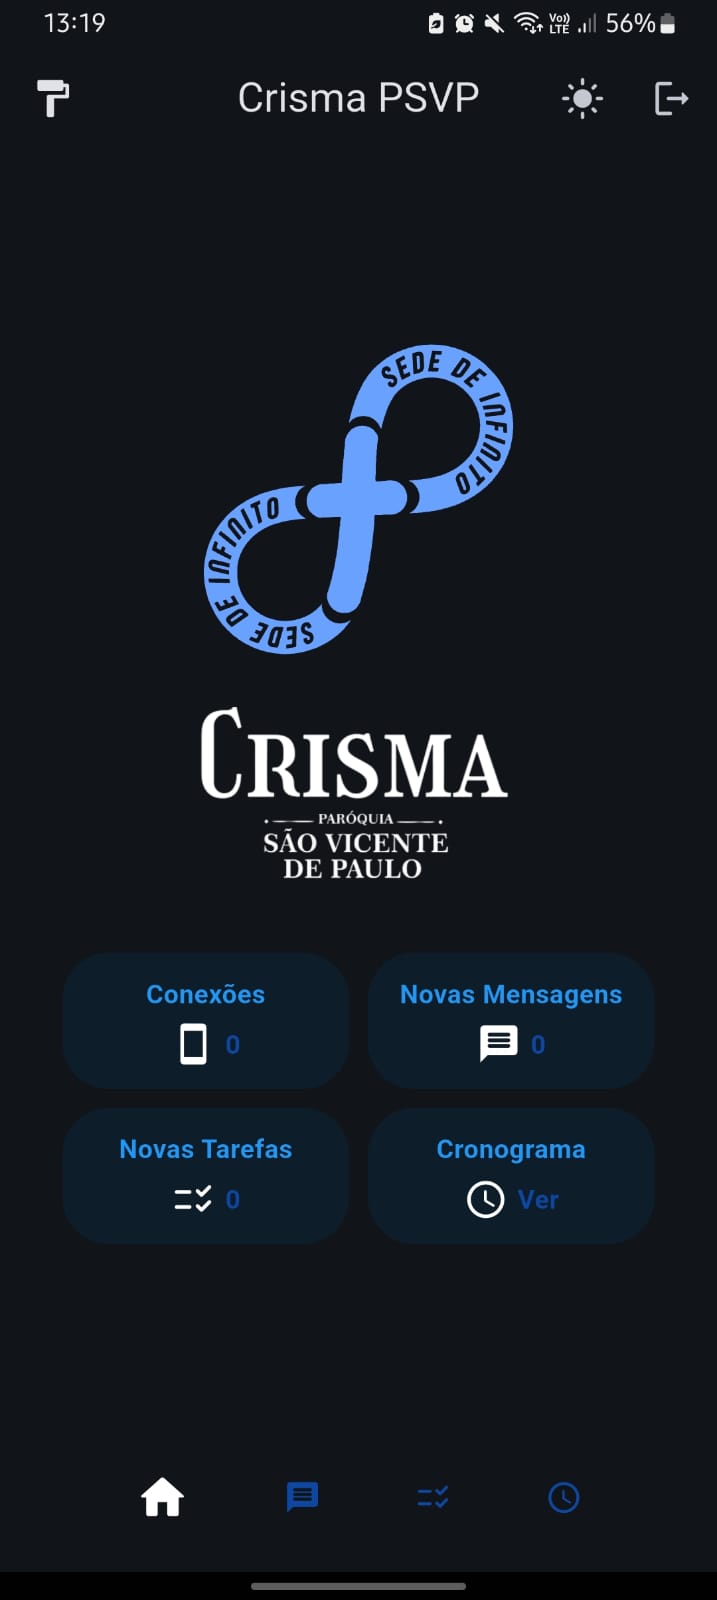 13:19
Vo))
LTE
56%
Crisma PSVP
SEDE DE INFINITO
SEDE DE INFINITO
CRISMA
PARÓQUIA
SÃO VICENTE
DE PAULO
Conexões
0
Novas Mensagens
0
Novas Tarefas
0
Cronograma
Ver